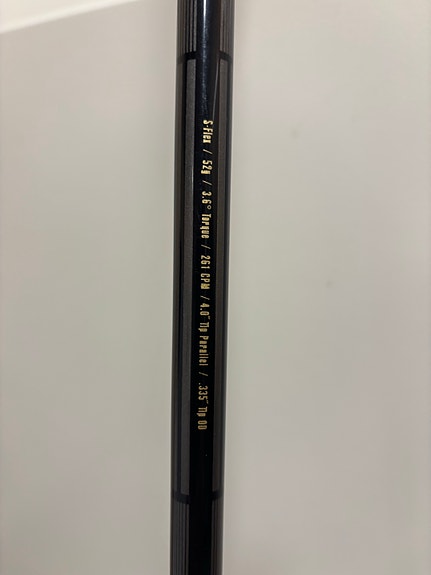 S-Flex / 52g / 3.6° Torque / 261 CPM / 4.0" Tip Parallel / .335" Tip OD